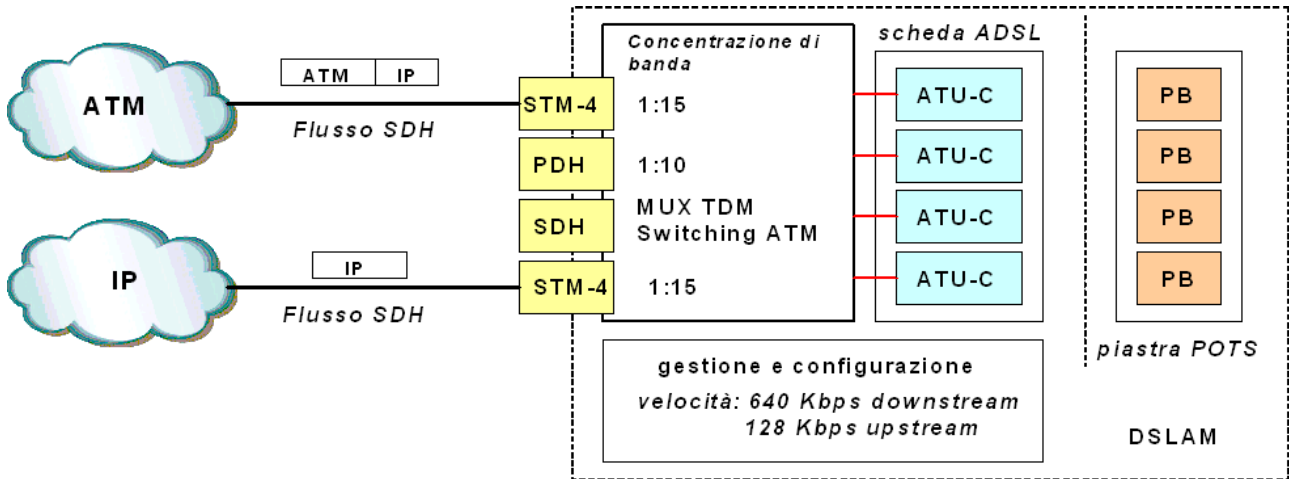 ATM
ATM IP
Flusso SDH
IP
IP
Flusso SDH
STM-4
PDH
SDH
STM-4
Concentrazione di
banda
1:15
1:10
MUX TDM
Switching ATM
1:15
scheda ADSL
ATU-C
ATU-C
ATU-C
ATU-C
PB
PB
PB
PB
piastra POTS
gestione e configurazione
velocità: 640 Kbps downstream
128 Kbps upstream
DSLAM